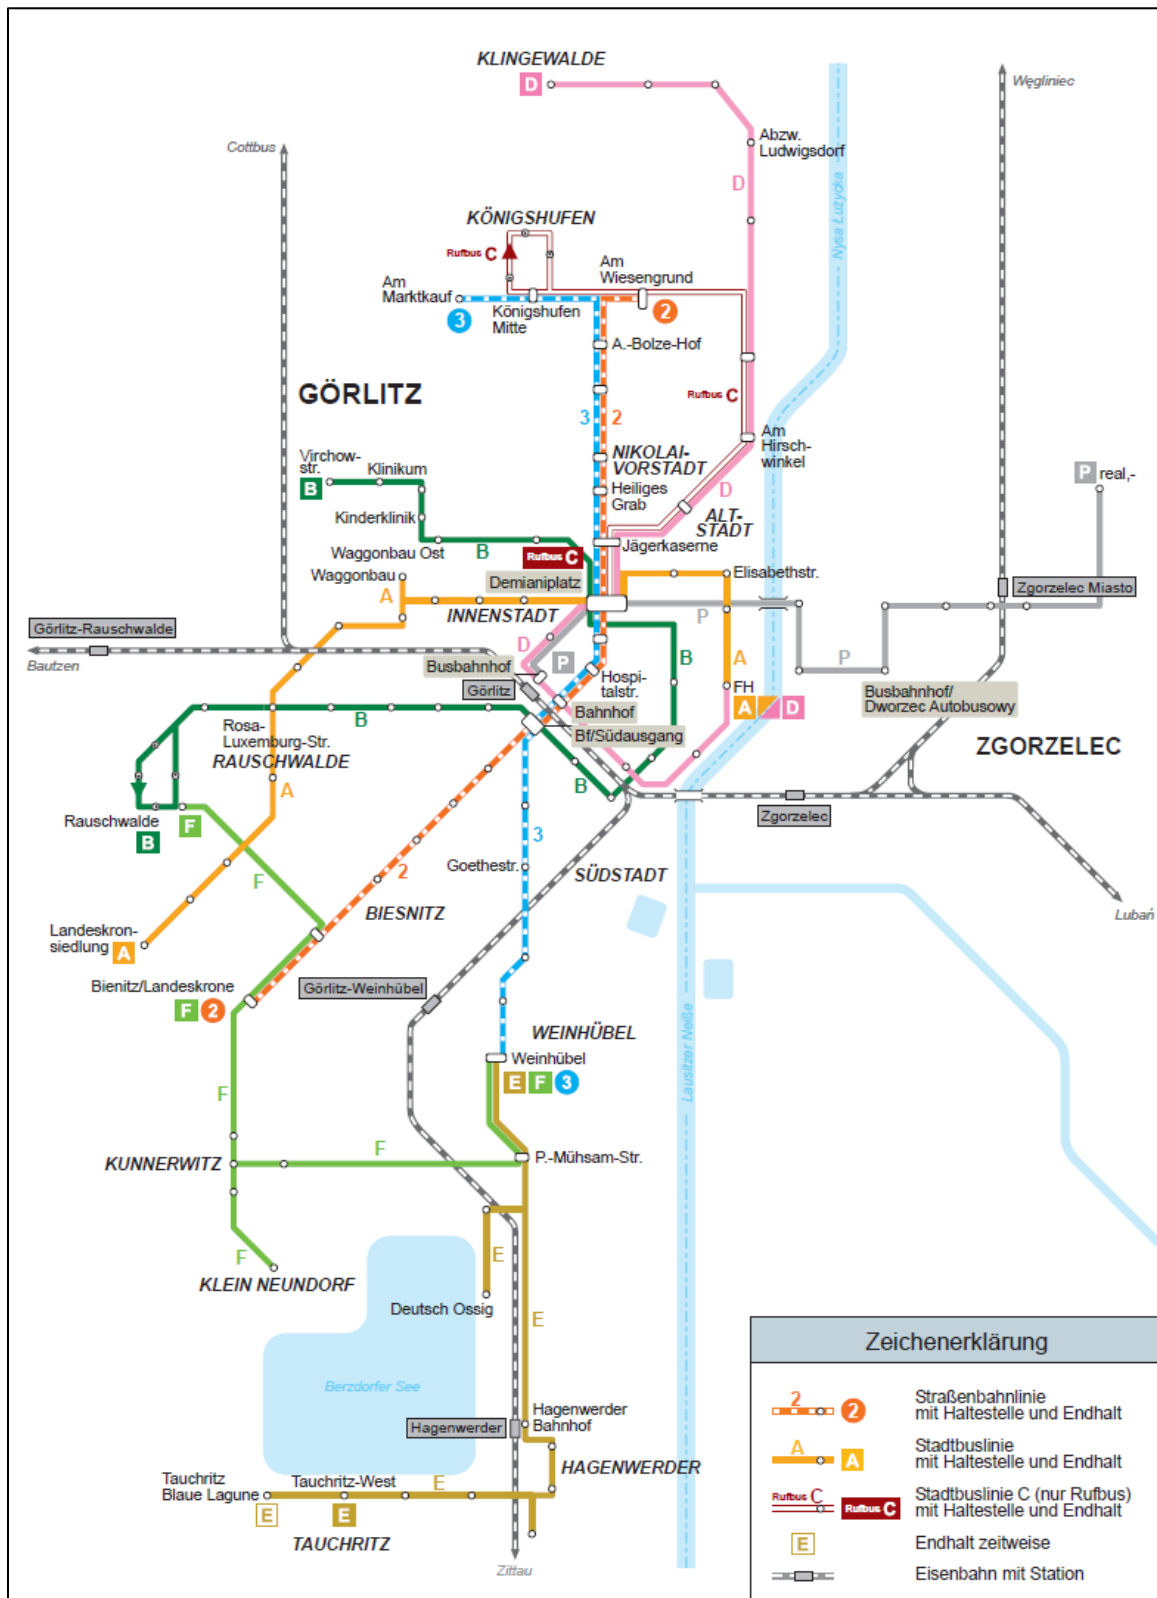 KLINGEWALDE
D
Węgliniec
Cottbus
Abzw.
Ludwigsdorf
D
Nysa Łużycka
KÖNIGSHUFEN
Rufbus C
Am
Wiesengrund
Am
Marktkauf
3
Königshufen
Mitte
2
A.-Bolze-Hof
GÖRLITZ
Rufbus C
3
2
Am
Hirsch-
winkel
NIKOLAI-
VORSTADT
Virchow-
str.
Klinikum
B
P
real,-
Heiliges
Grab
D
Kinderklinik
ALT-
STADT
Waggonbau Ost
B
Rufbus C
Jägerkaserne
Waggonbau
Demianiplatz
Elisabethstr.
Zgorzelec Miasto
A
INNENSTADT
P
Görlitz-Rauschwalde
D
P
B
A
P
Bautzen
Busbahnhof
Görlitz
Hospi-
talstr.
FH
A
D
Busbahnhof/
Dworzec Autobusowy
Bahnhof
B
Rosa-
Luxemburg-Str.
Bf/Südausgang
RAUSCHWALDE
ZGORZELEC
A
B
Rauschwalde
B
F
Zgorzelec
3
Goethestr.
2
SÜDSTADT
F
BIESNITZ
Landeskron-
siedlung
A
Lubań
Bienitz/Landeskrone
F
2
Görlitz-Weinhübel
WEINHÜBEL
Weinhübel
E
F
3
Lausitzer Neiße
F
F
KUNNERWITZ
P.-Mühsam-Str.
F
E
KLEIN NEUNDORF
Deutsch Ossig
E
Berzdorfer See
Hagenwerder
Bahnhof
Hagenwerder
HAGENWERDER
Tauchritz
Blaue Lagune
Tauchritz-West
E
E
E
TAUCHRITZ
Zittau
Zeichenerklärung
2
2
Straßenbahnlinie
mit Haltestelle und Endhalt
A
A
Stadtbuslinie
mit Haltestelle und Endhalt
Rufbus C
Rufbus C
Stadtbuslinie C (nur Rufbus)
mit Haltestelle und Endhalt
E
Endhalt zeitweise
Eisenbahn mit Station